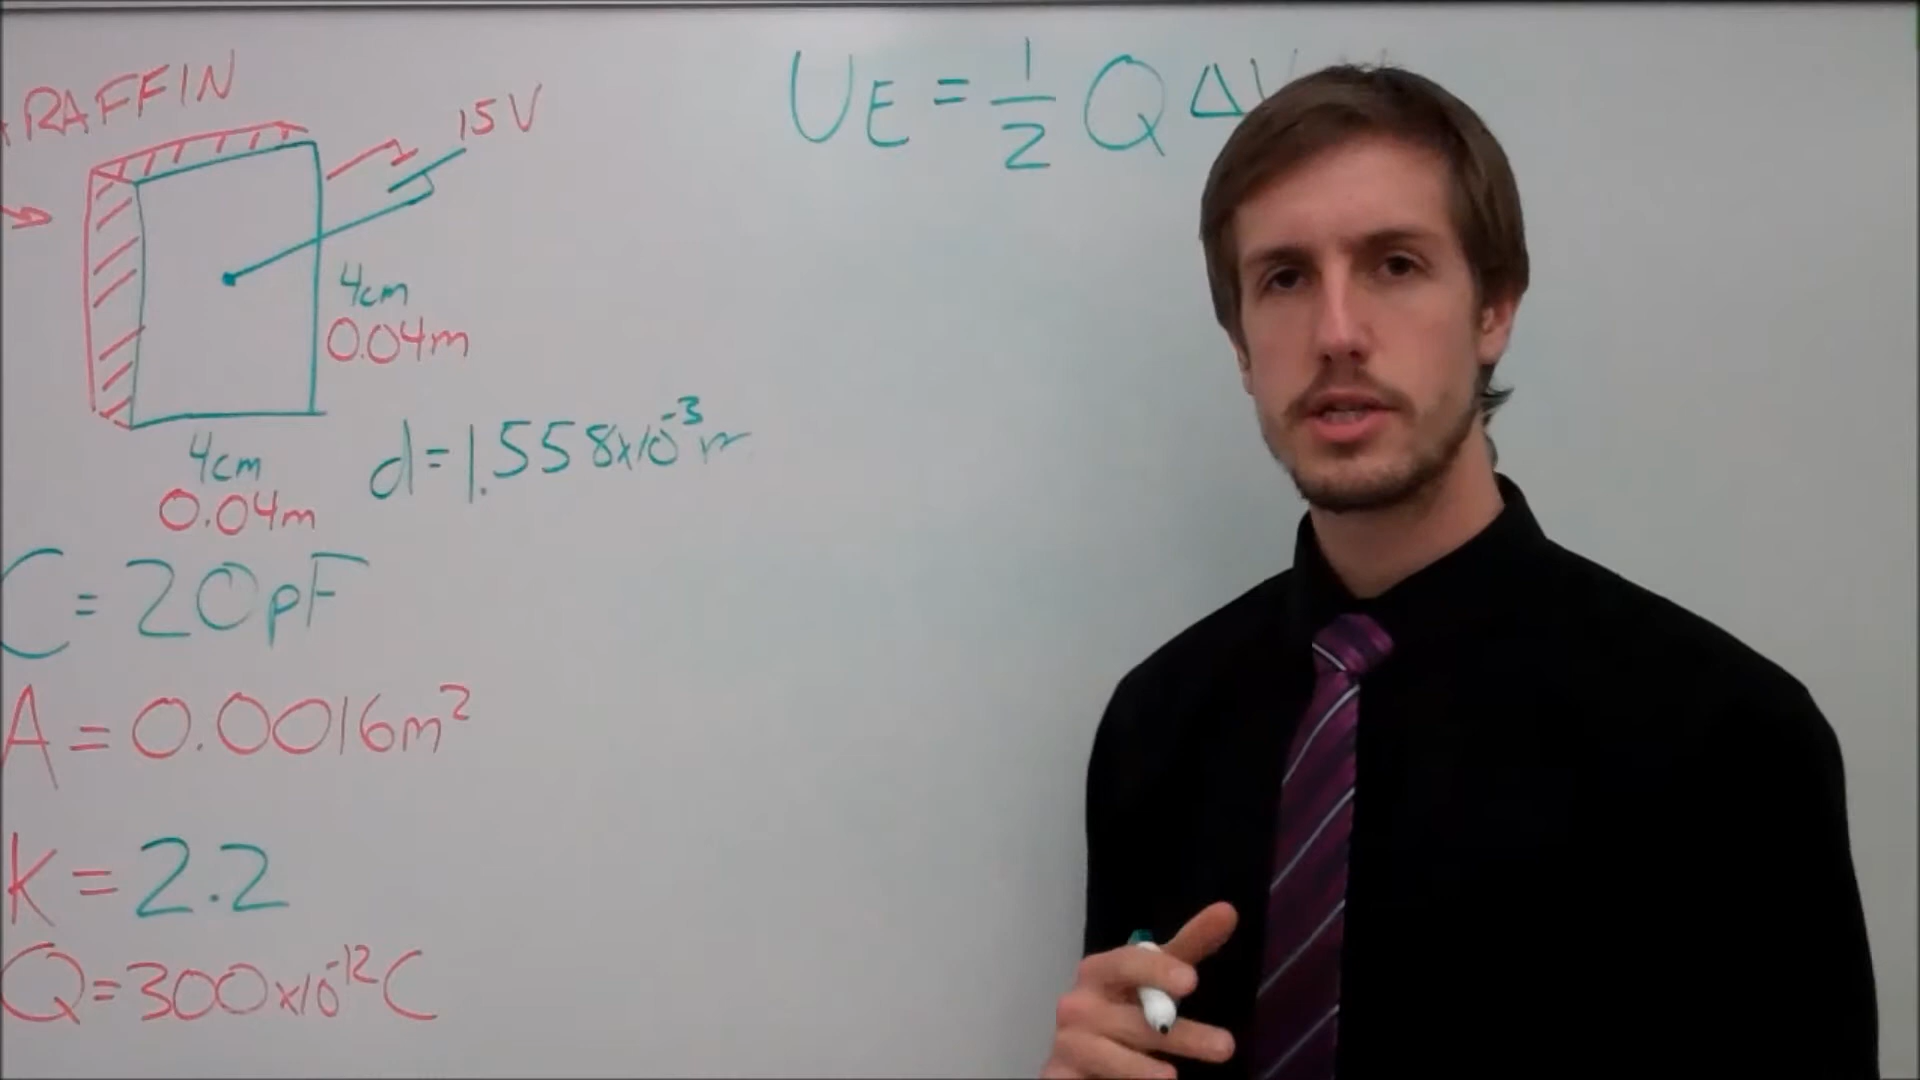 RAFFIN
15V
4cm
0.04m
d=1.558x10⁻³m
4cm
0.04m
C=20pF
A=0.0016m²
K=2.2
Q=300x10⁻¹²C
UE=1/2QΔV